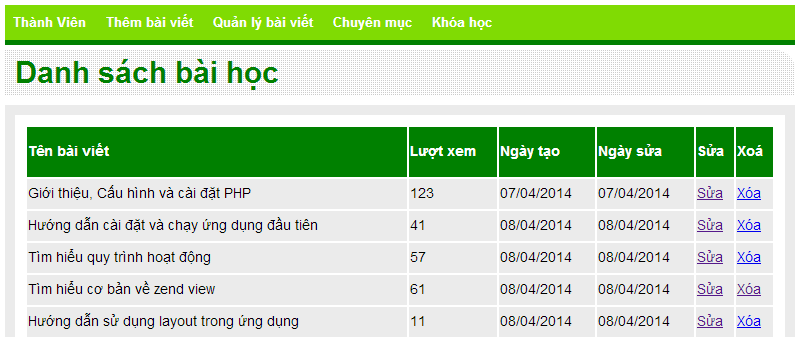 Thành Viên Thêm bài viết Quản lý bài viết Chuyên mục Khóa học
Danh sách bài học
Tên bài viết Lượt xem Ngày tạo Ngày sửa Sửa Xoá
Giới thiệu, Cấu hình và cài đặt PHP 123 07/04/2014 07/04/2014 Sửa Xóa
Hướng dẫn cài đặt và chạy ứng dụng đầu tiên 41 08/04/2014 08/04/2014 Sửa Xóa
Tìm hiểu quy trình hoạt động 57 08/04/2014 08/04/2014 Sửa Xóa
Tìm hiểu cơ bản về zend view 61 08/04/2014 08/04/2014 Sửa Xóa
Hướng dẫn sử dụng layout trong ứng dụng 11 08/04/2014 08/04/2014 Sửa Xóa